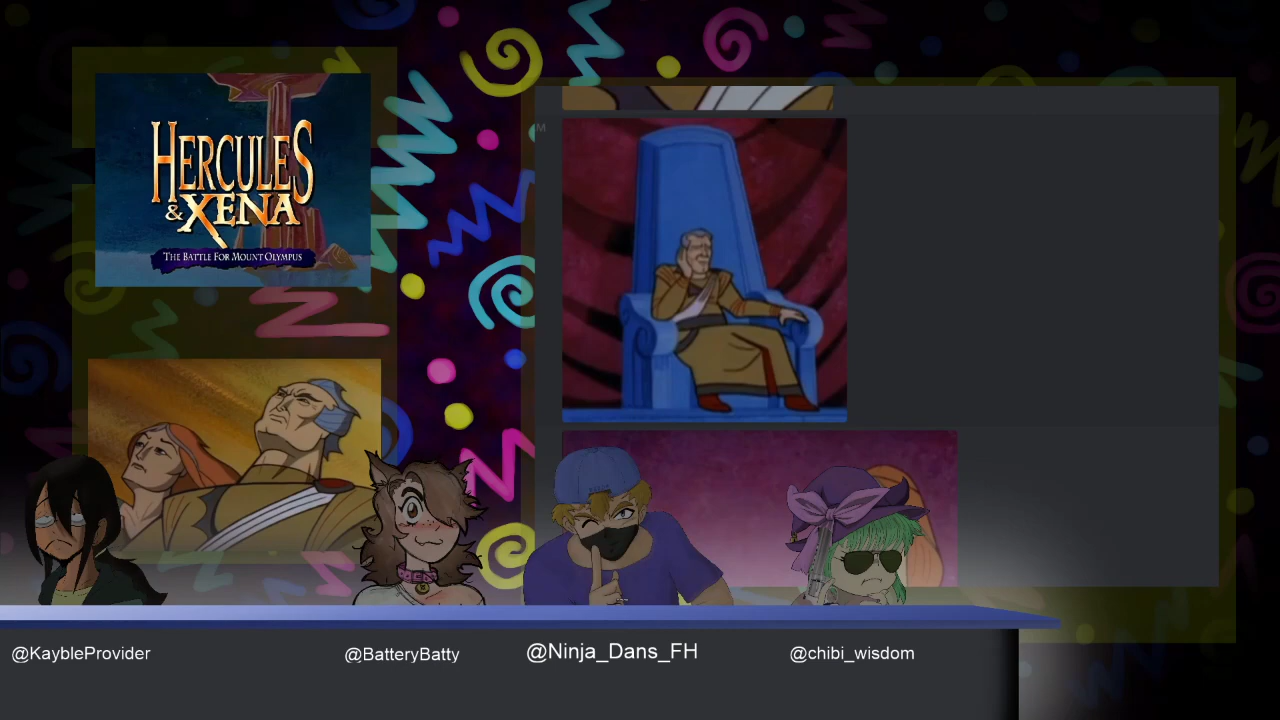 HERCULES
& XENA
THE BATTLE FOR MOUNT OLYMPUS
M
@KaybleProvider
@BatteryBatty
@Ninja_Dans_FH
@chibi_wisdom